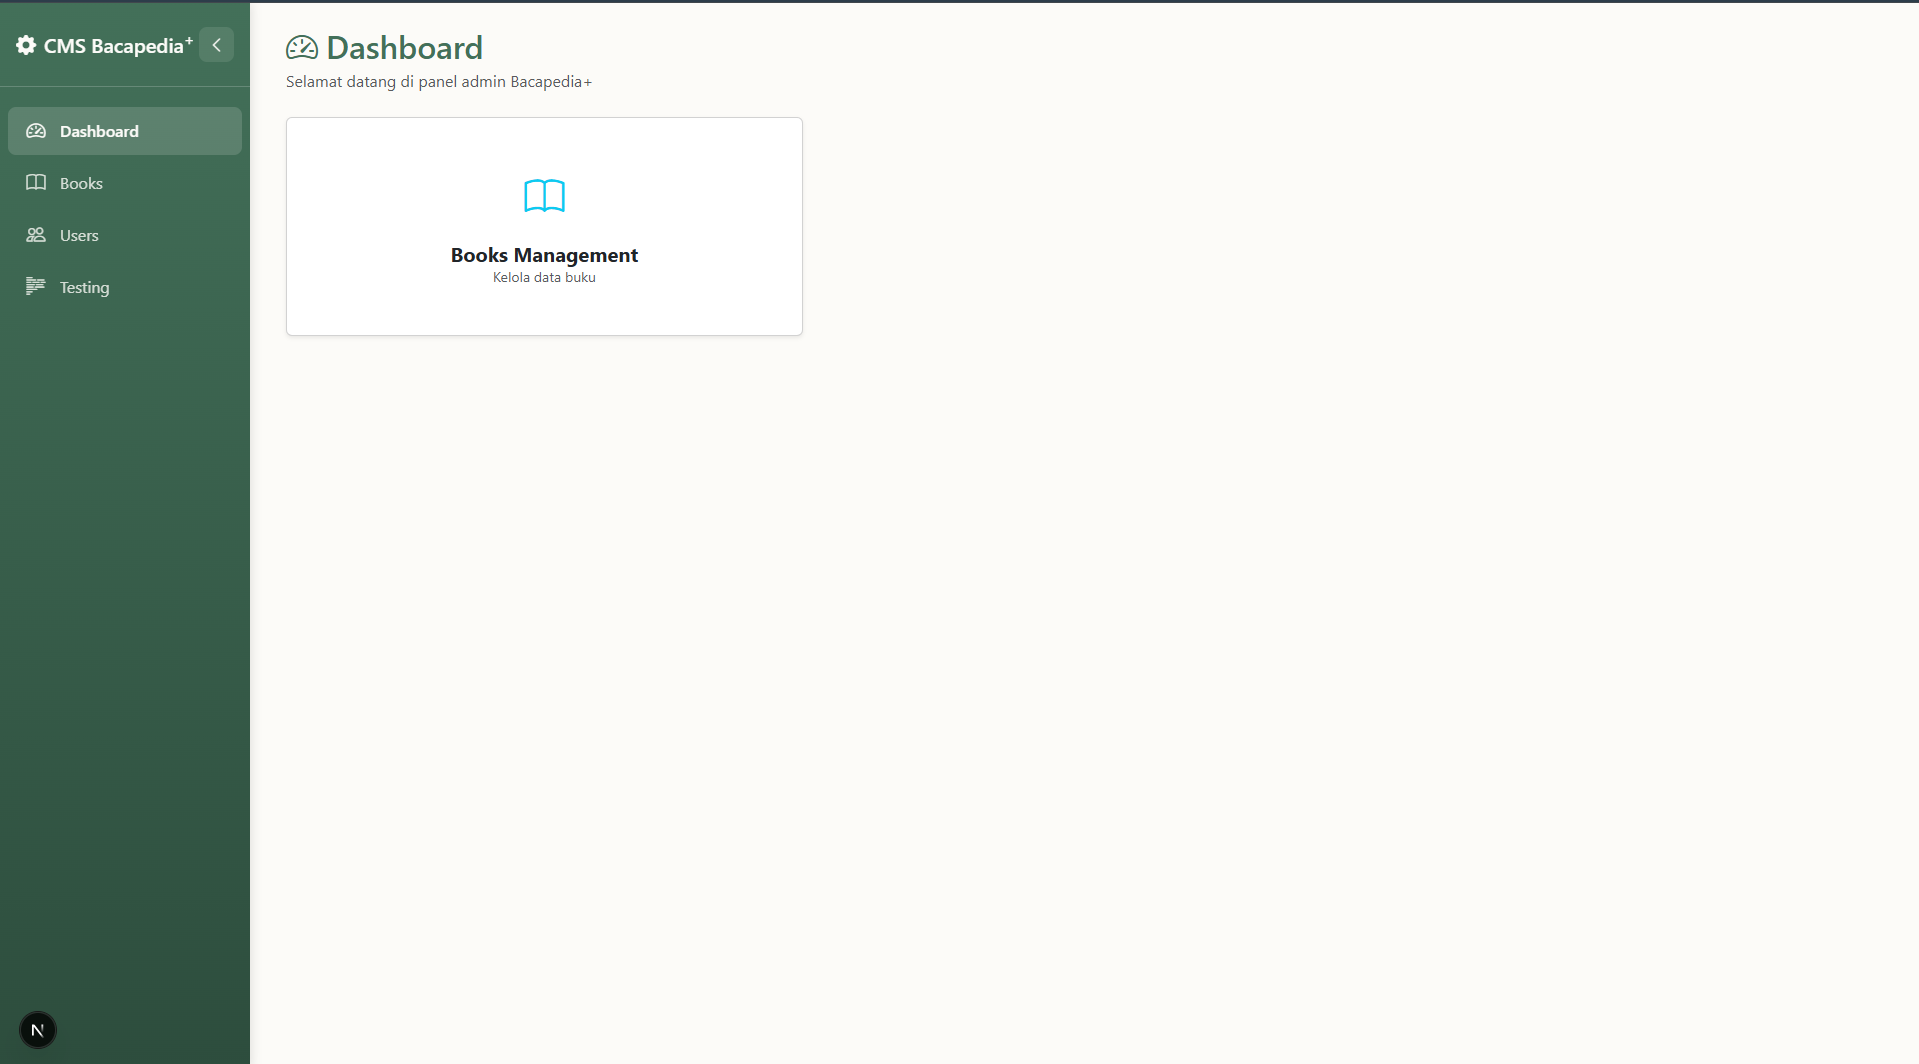 CMS Bacapedia+
Dashboard
Books
Users
Testing
N
Dashboard
Selamat datang di panel admin Bacapedia+
Books Management
Kelola data buku